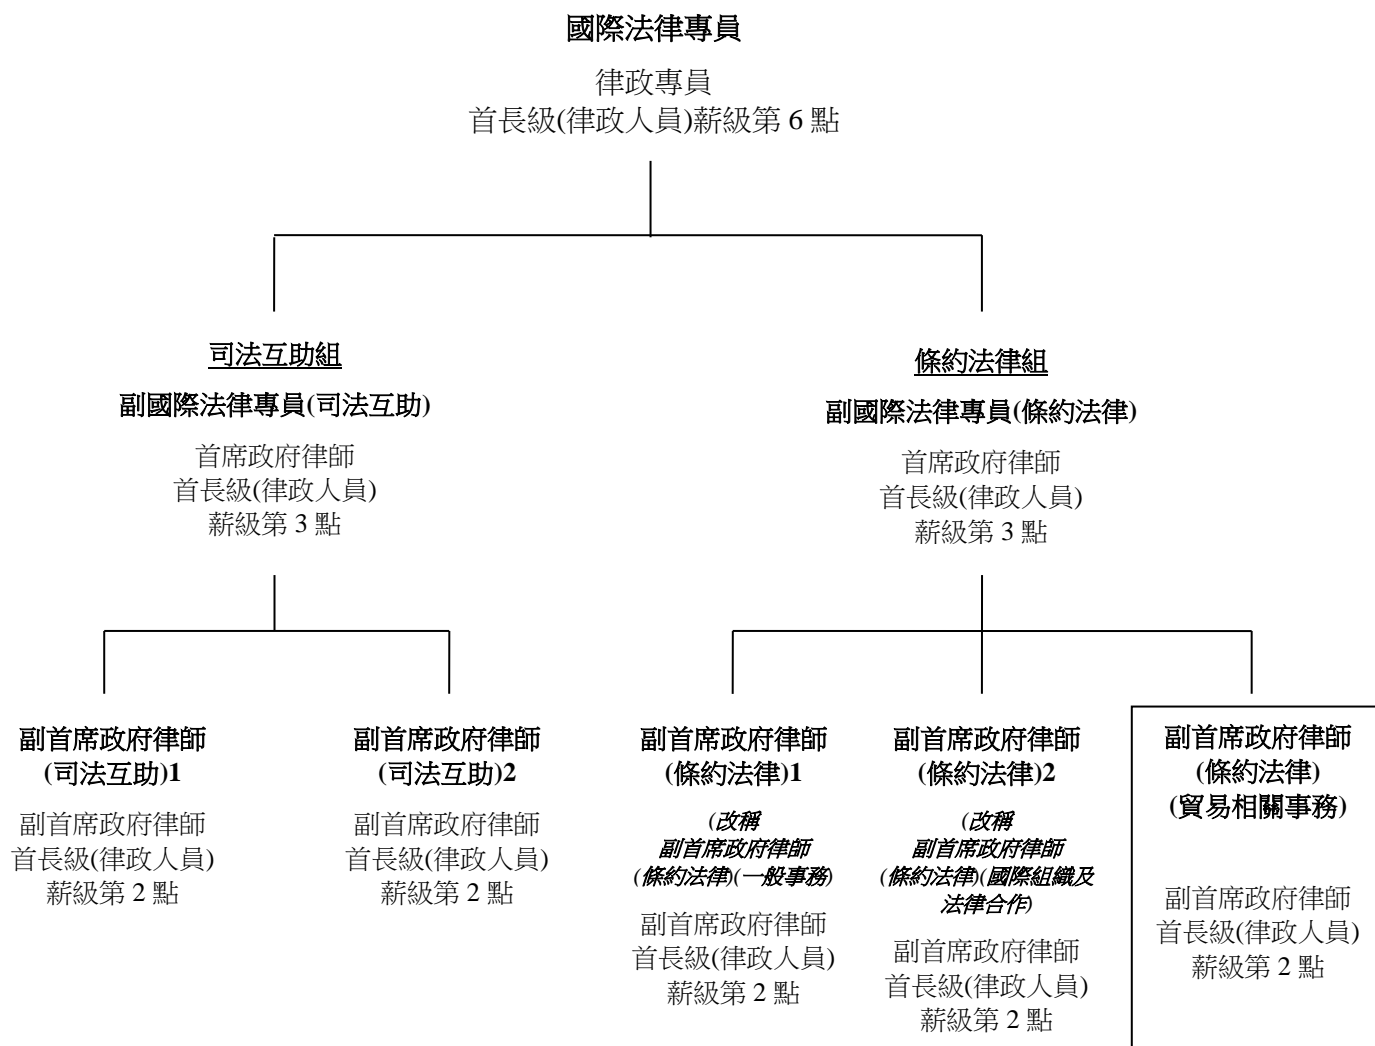 國際法律專員
律政專員
首長級(律政人員)薪級第 6 點
司法互助組
副國際法律專員(司法互助)
首席政府律師
首長級(律政人員)
薪級第 3 點
條約法律組
副國際法律專員(條約法律)
首席政府律師
首長級(律政人員)
薪級第 3 點
副首席政府律師
(司法互助)1
副首席政府律師
首長級(律政人員)
薪級第 2 點
副首席政府律師
(司法互助)2
副首席政府律師
首長級(律政人員)
薪級第 2 點
副首席政府律師
(條約法律)1
(改稱
副首席政府律師
(條約法律)(一般事務)
副首席政府律師
首長級(律政人員)
薪級第 2 點
副首席政府律師
(條約法律)2
(改稱
副首席政府律師
(條約法律)(國際組織及
法律合作)
副首席政府律師
首長級(律政人員)
薪級第 2 點
副首席政府律師
(條約法律)
(貿易相關事務)
副首席政府律師
首長級(律政人員)
薪級第 2 點